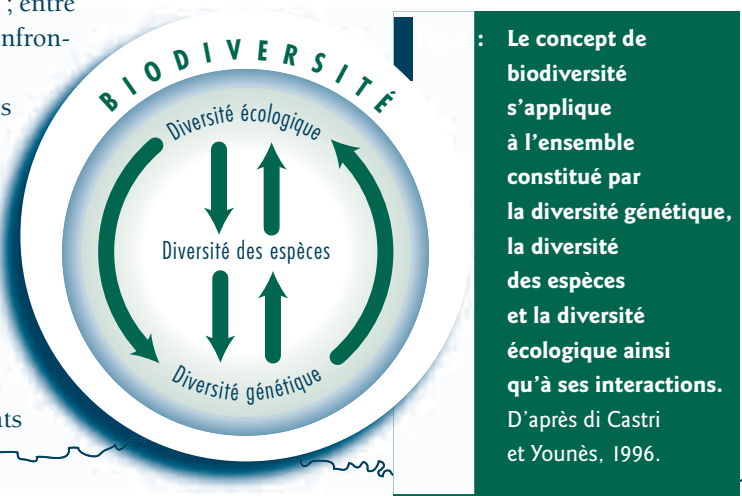 ; entre
nfron-
s
nts
BIODIVERSITÉ
Diversité écologique
Diversité des espèces
Diversité génétique
: Le concept de
biodiversité
s’applique
à l’ensemble
constitué par
la diversité génétique,
la diversité
des espèces
et la diversité
écologique ainsi
qu’à ses interactions.
D’après di Castri
et Younès, 1996.